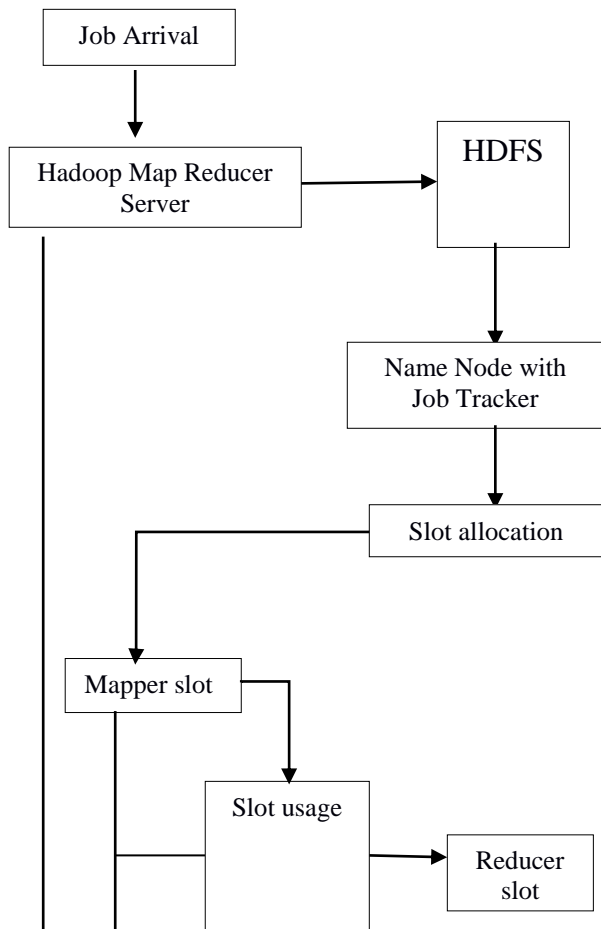 Job Arrival
Hadoop Map Reducer
Server
HDFS
Name Node with
Job Tracker
Slot allocation
Mapper slot
Slot usage
Reducer
slot